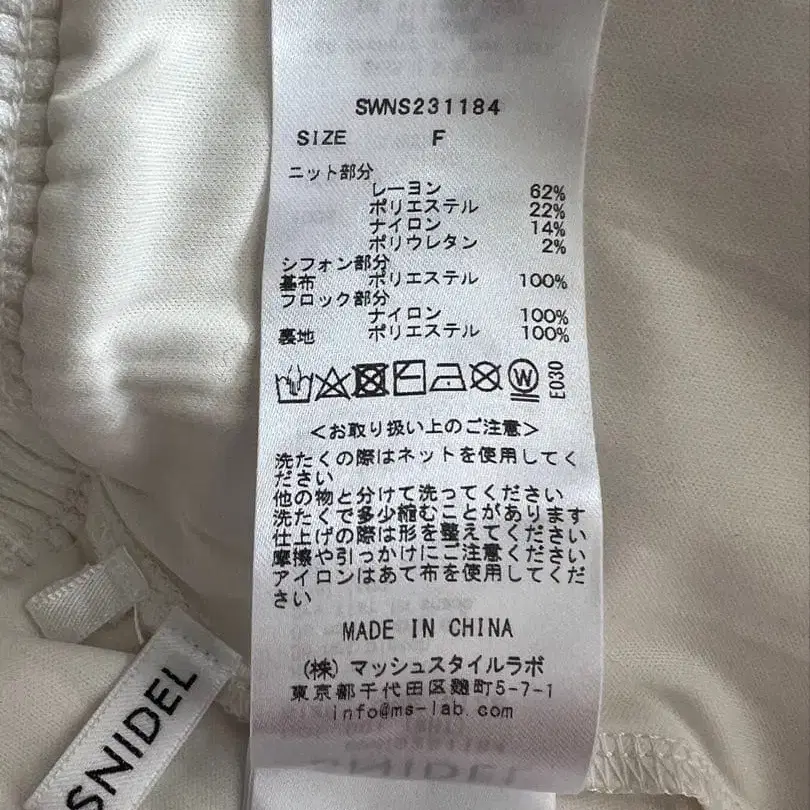 SWNS231184
SIZE F
ニット部分
レーヨン 62%
ポリエステル 22%
ナイロン 14%
ポリウレタン 2%
シフォン部分
基布 ポリエステル 100%
フロック部分
ナイロン 100%
裏地 ポリエステル 100%
W
E030
<お取り扱い上のご注意>
洗たくの際はネットを使用してく
ださい
他の物と分けて洗ってください
洗たくで多少縮むことがあります
仕上げの際は形を整えてください
摩擦や引っかけにご注意ください
アイロンはあて布を使用してくだ
さい
MADE IN CHINA
(株) マッシュスタイルラボ
東京都千代田区麹町5-7-1
info@ms-lab.com
SNIDEL
SNIDEL